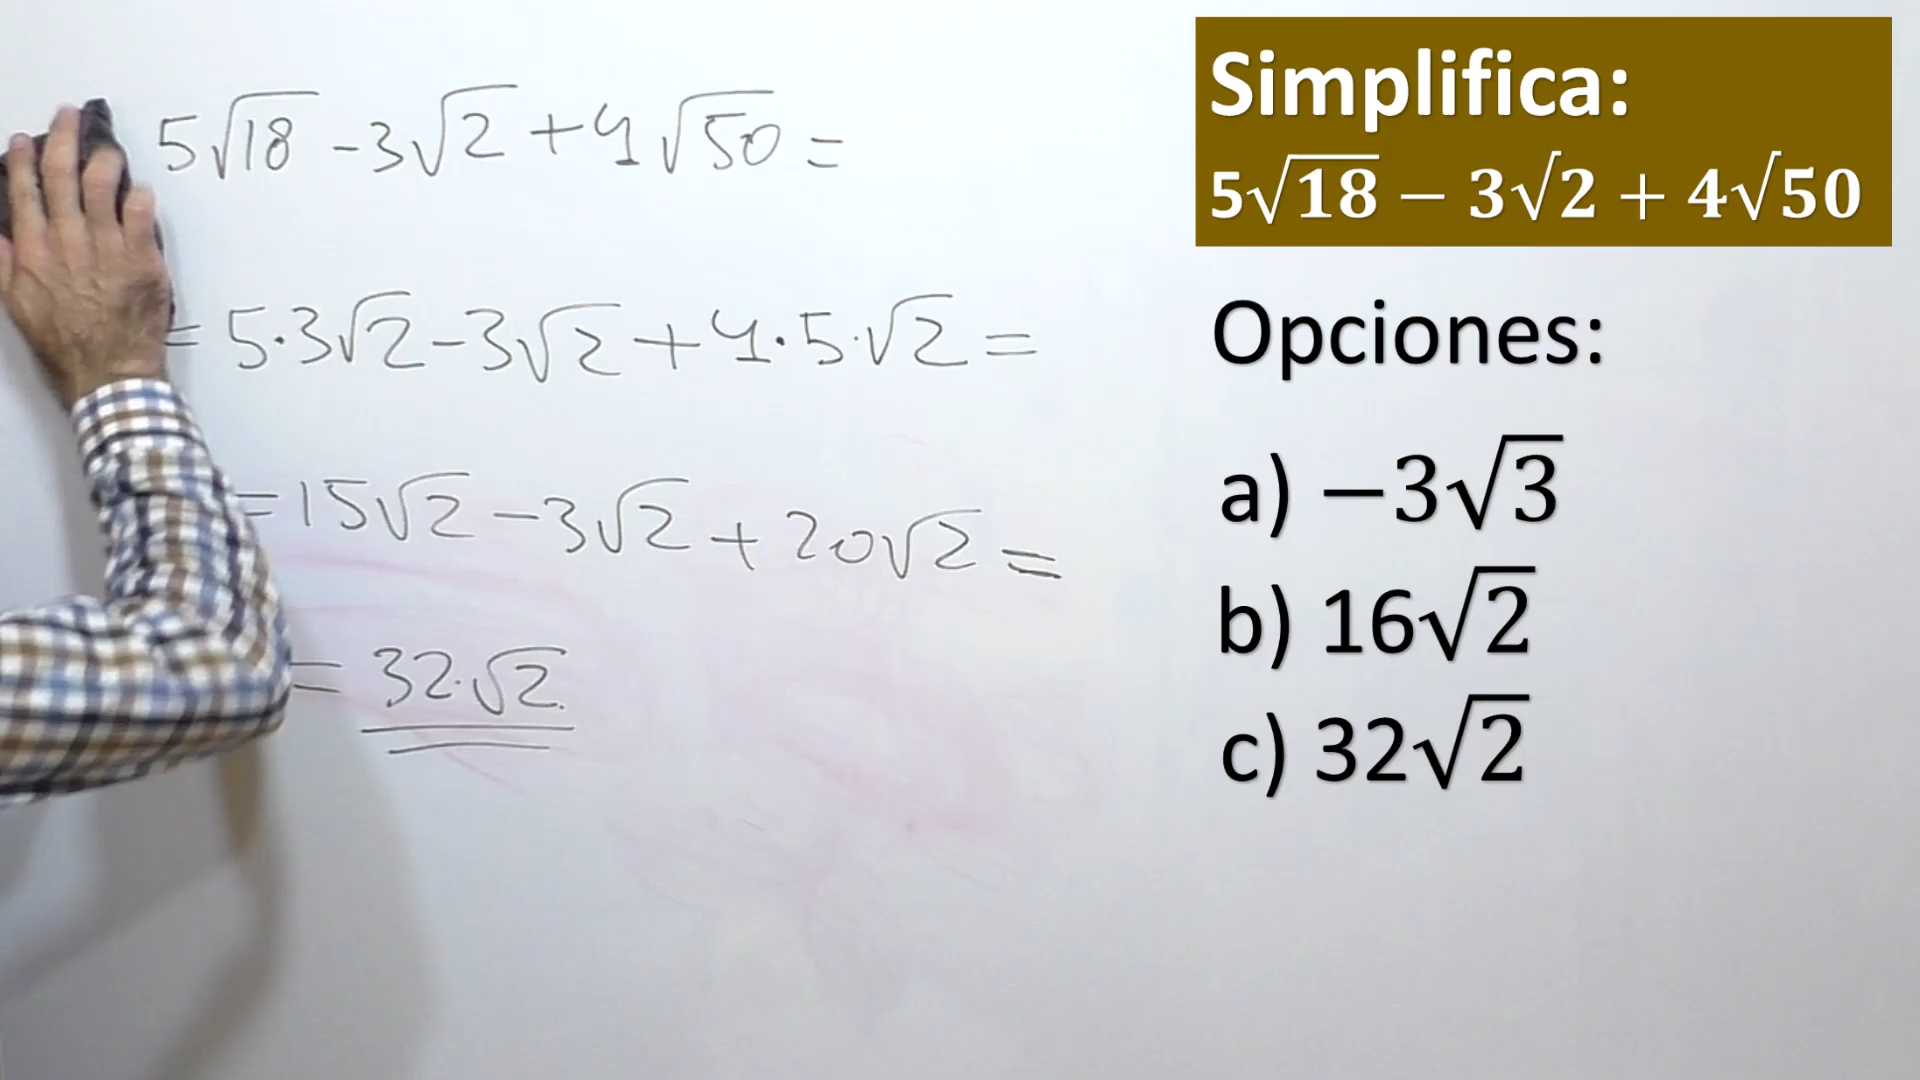 5√18 - 3√2 + 4√50 =
= 5·3√2 - 3√2 + 4·5·√2 =
= 15√2 - 3√2 + 20√2 =
= 32·√2.
Simplifica:
5√18 − 3√2 + 4√50
Opciones:
a) −3√3
b) 16√2
c) 32√2